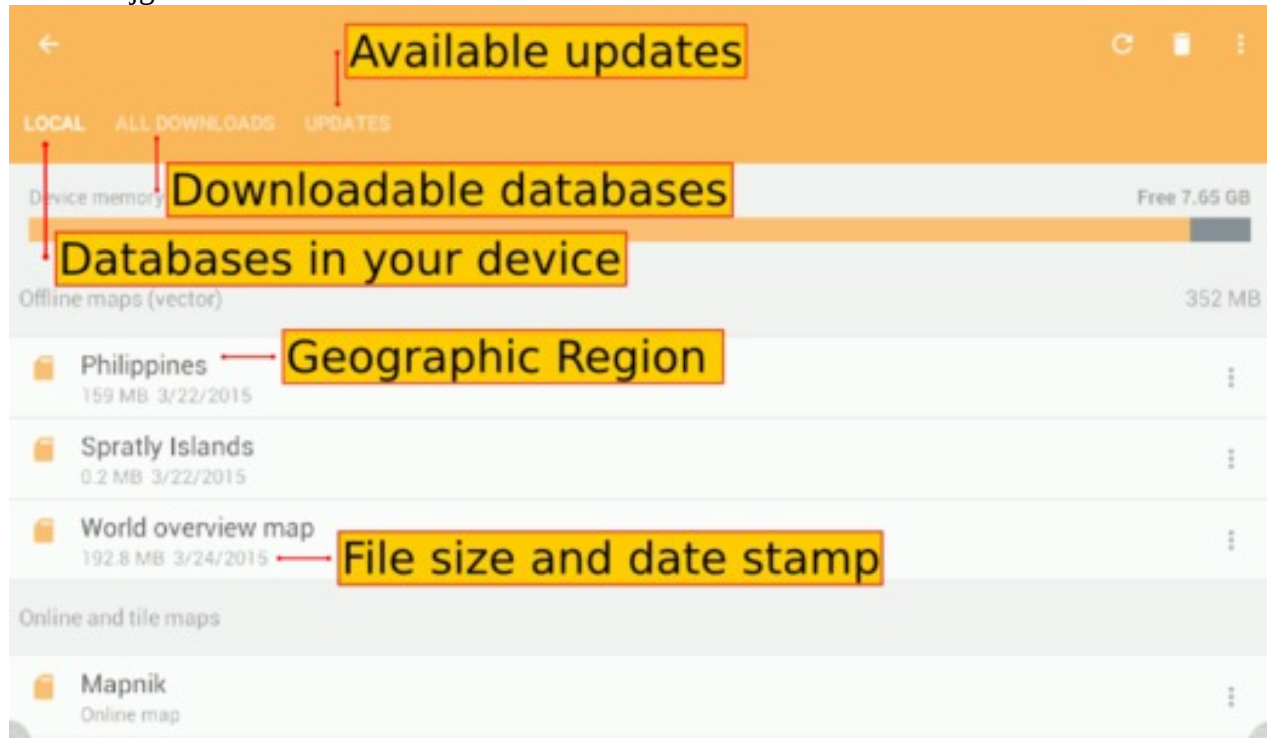 Available updates
LOCAL ALL DOWNLOADS UPDATES
Downloadable databases
Device memory Free 7.65 GB
Databases in your device
Offline maps (vector) 352 MB
Philippines Geographic Region
159 MB 3/22/2015
Spratly Islands
0.2 MB 3/22/2015
World overview map
192.8 MB 3/24/2015 File size and date stamp
Online and tile maps
Mapnik
Online map